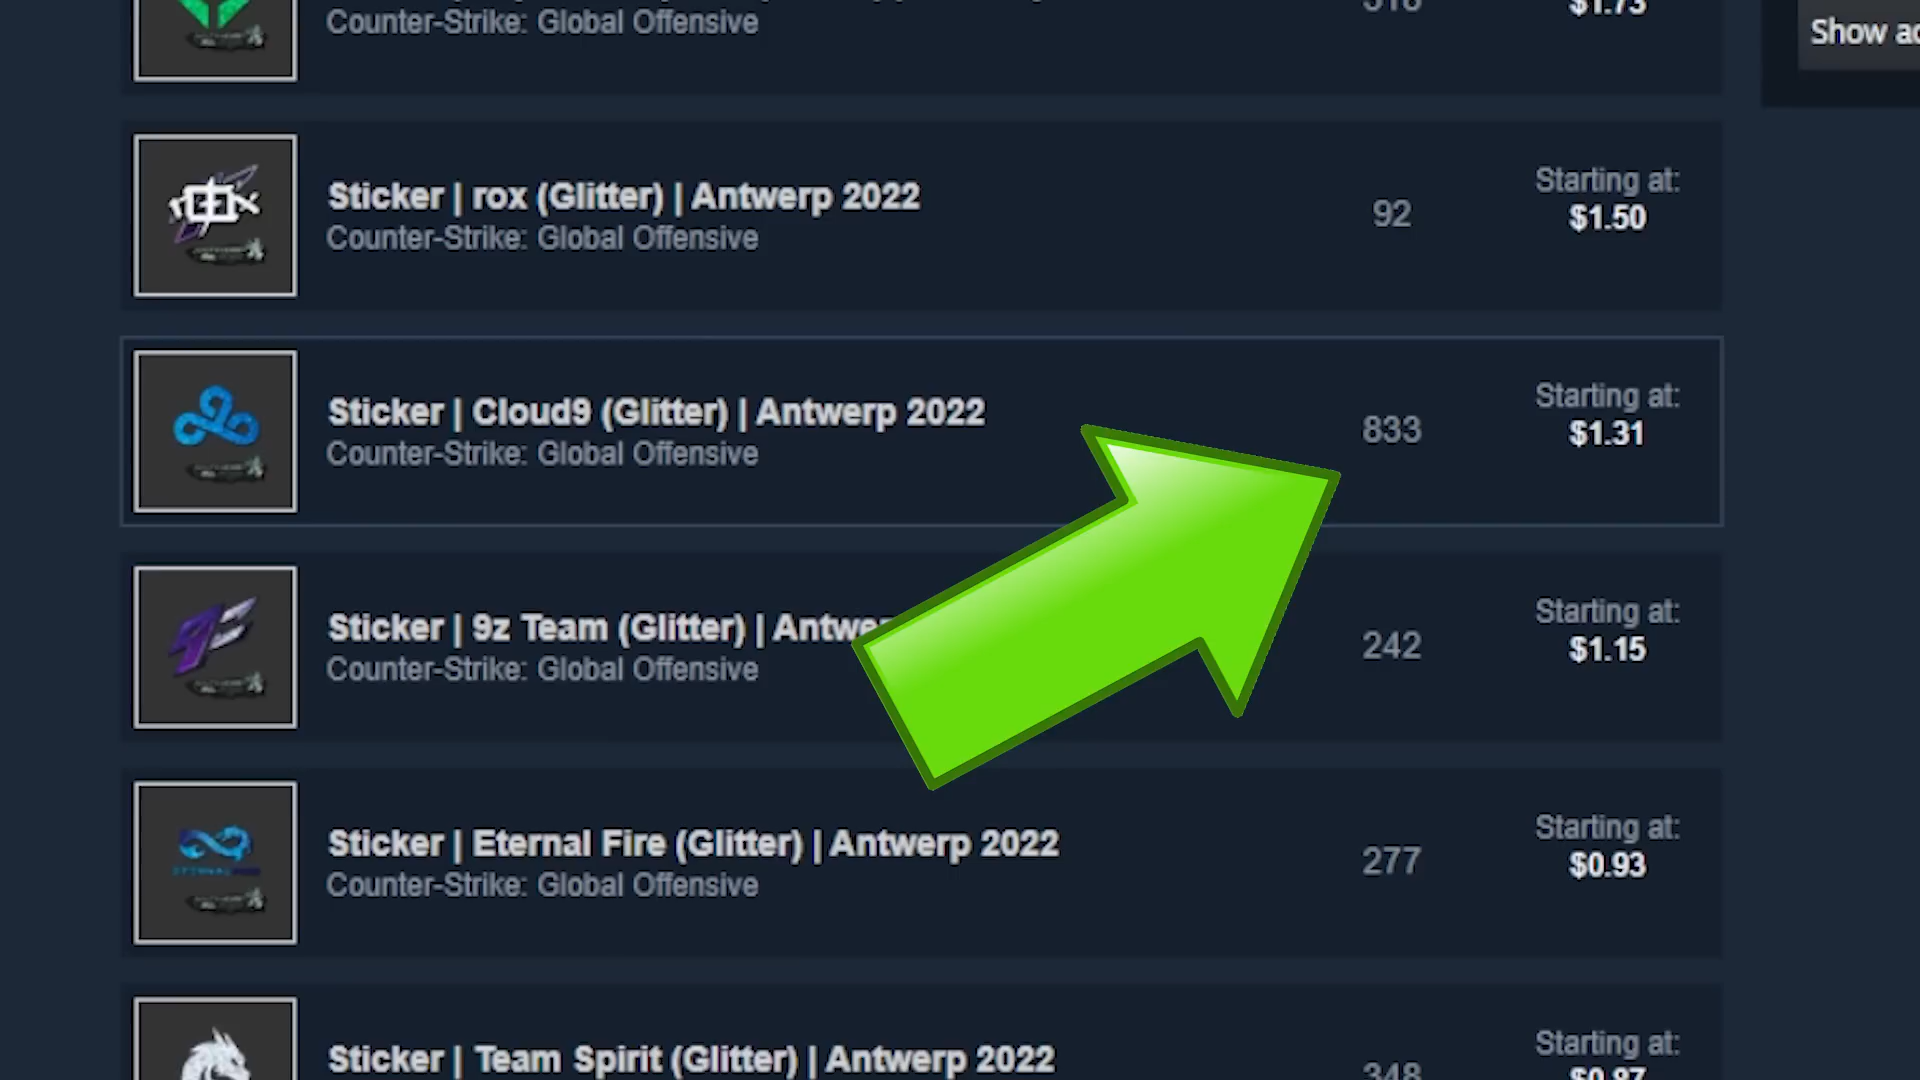 Counter-Strike: Global Offensive
$1.73
Show
Sticker | rox (Glitter) | Antwerp 2022
Counter-Strike: Global Offensive
92
Starting at:
$1.50
Sticker | Cloud9 (Glitter) | Antwerp 2022
Counter-Strike: Global Offensive
833
Starting at:
$1.31
Sticker | 9z Team (Glitter) |
Counter-Strike: Global Offensive
242
Starting at:
$1.15
Sticker | Eternal Fire (Glitter) | Antwerp 2022
Counter-Strike: Global Offensive
277
Starting at:
$0.93
Sticker | Team Spirit (Glitter) | Antwerp 2022
348
Starting at: